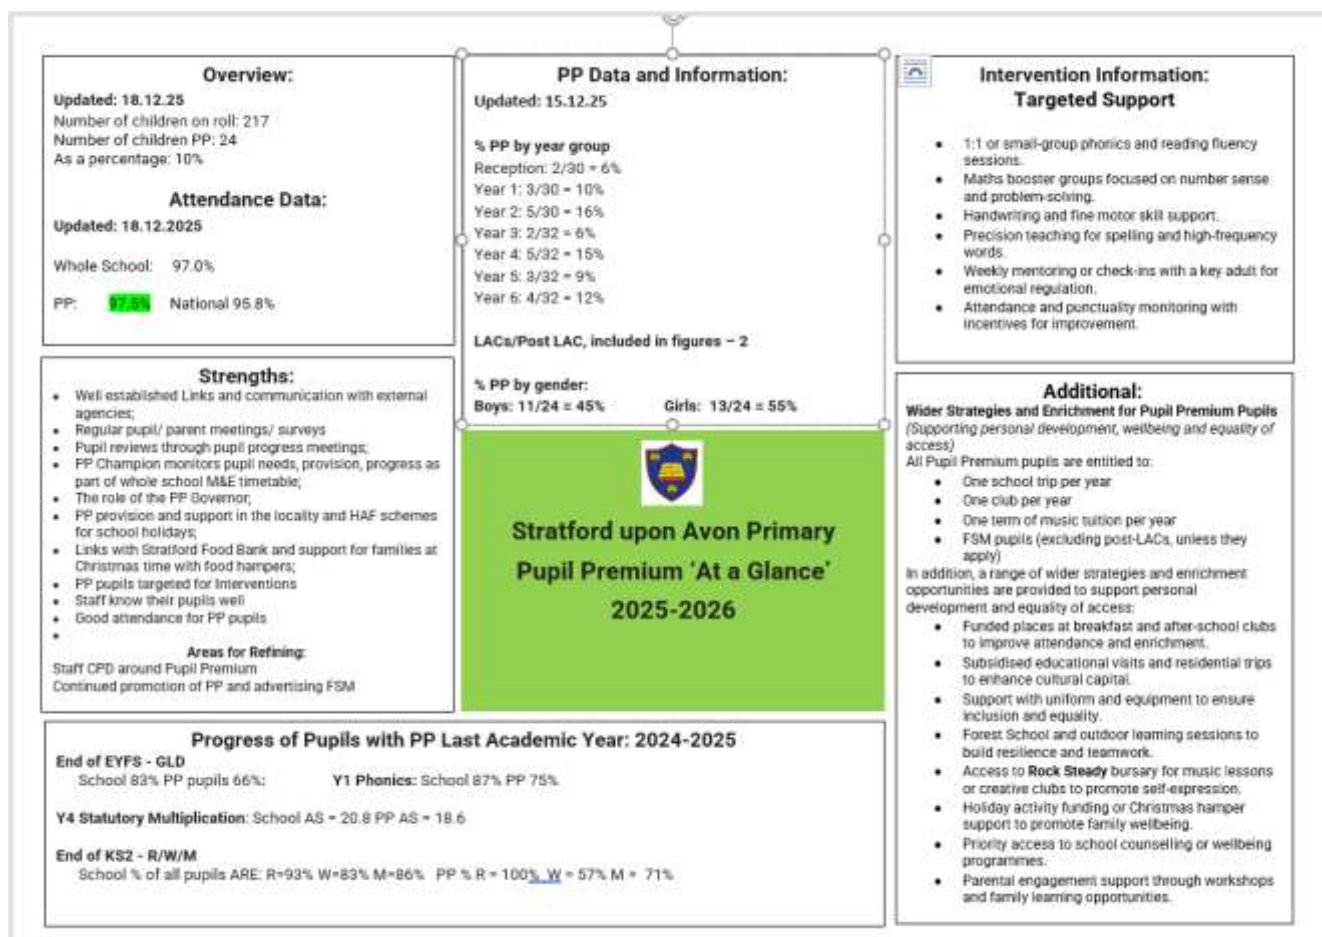 Overview:
Updated: 18.12.25
Number of children on roll: 217
Number of children PP: 24
As a percentage: 10%
Attendance Data:
Updated: 18.12.2025
Whole School: 97.0%
PP: 97.5% National 95.8%
Strengths:
• Well established Links and communication with external
agencies;
• Regular pupil/ parent meetings/ surveys
• Pupil reviews through pupil progress meetings;
• PP Champion monitors pupil needs, provision, progress as
part of whole school M&E timetable;
• The role of the PP Governor;
• PP provision and support in the locality and HAF schemes
for school holidays;
• Links with Stratford Food Bank and support for families at
Christmas time with food hampers;
• PP pupils targeted for Interventions
• Staff know their pupils well
• Good attendance for PP pupils
•
Areas for Refining:
Staff CPD around Pupil Premium
Continued promotion of PP and advertising FSM
PP Data and Information:
Updated: 15.12.25
% PP by year group
Reception: 2/30 = 6%
Year 1: 3/30 = 10%
Year 2: 5/30 = 16%
Year 3: 2/32 = 6%
Year 4: 5/32 = 15%
Year 5: 3/32 = 9%
Year 6: 4/32 = 12%
LACs/Post LAC, included in figures – 2
% PP by gender:
Boys: 11/24 = 45% Girls: 13/24 = 55%
Stratford upon Avon Primary
Pupil Premium ‘At a Glance’
2025-2026
Intervention Information:
Targeted Support
• 1:1 or small-group phonics and reading fluency
sessions.
• Maths booster groups focused on number sense
and problem-solving.
• Handwriting and fine motor skill support.
• Precision teaching for spelling and high-frequency
words.
• Weekly mentoring or check-ins with a key adult for
emotional regulation.
• Attendance and punctuality monitoring with
incentives for improvement.
Additional:
Wider Strategies and Enrichment for Pupil Premium Pupils
(Supporting personal development, wellbeing and equality of
access)
All Pupil Premium pupils are entitled to:
• One school trip per year
• One club per year
• One term of music tuition per year
• FSM pupils (excluding post-LACs, unless they
apply)
In addition, a range of wider strategies and enrichment
opportunities are provided to support personal
development and equality of access:
• Funded places at breakfast and after-school clubs
to improve attendance and enrichment.
• Subsidised educational visits and residential trips
to enhance cultural capital.
• Support with uniform and equipment to ensure
inclusion and equality.
• Forest School and outdoor learning sessions to
build resilience and teamwork.
• Access to Rock Steady bursary for music lessons
or creative clubs to promote self-expression.
• Holiday activity funding or Christmas hamper
support to promote family wellbeing.
• Priority access to school counselling or wellbeing
programmes.
• Parental engagement support through workshops
and family learning opportunities.
Progress of Pupils with PP Last Academic Year: 2024-2025
End of EYFS - GLD
School 83% PP pupils 66%: Y1 Phonics: School 87% PP 75%
Y4 Statutory Multiplication: School AS = 20.8 PP AS = 18.6
End of KS2 - R/W/M
School % of all pupils ARE: R=93% W=83% M=86% PP % R = 100% W = 57% M = 71%